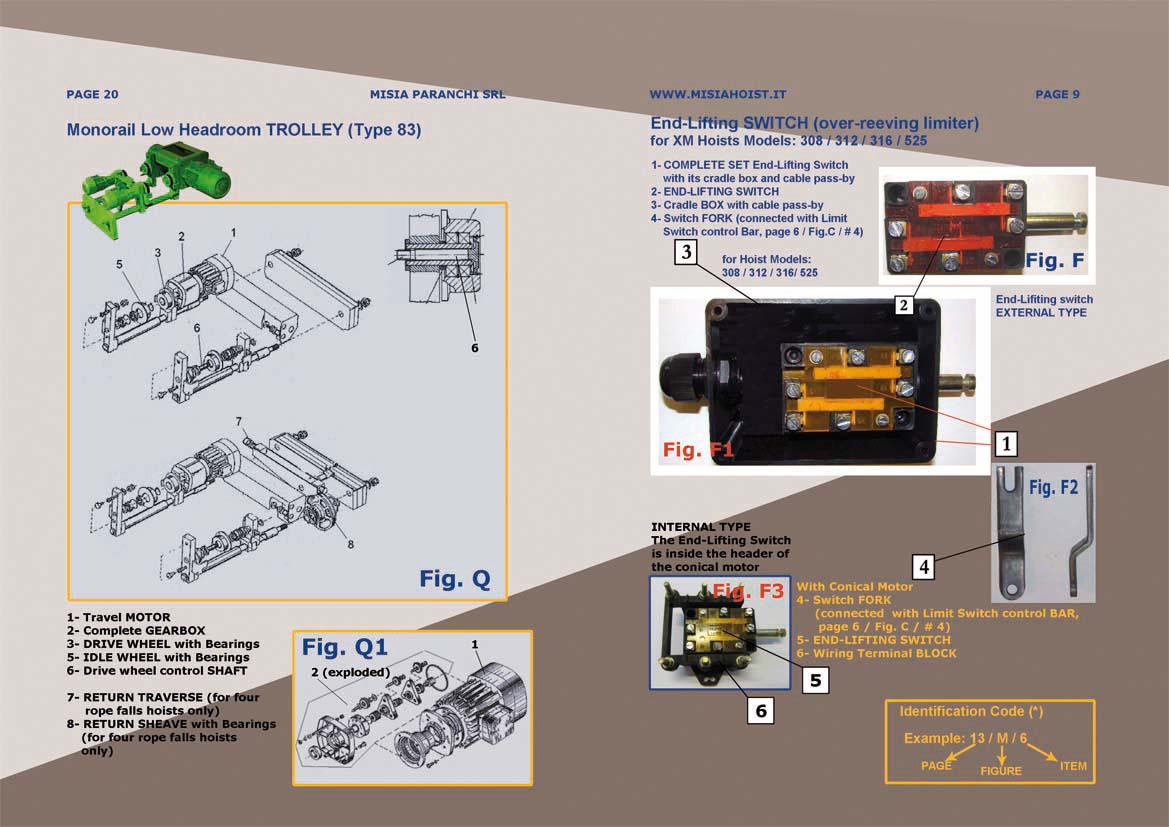 PAGE 20
MISIA PARANCHI SRL
Monorail Low Headroom TROLLEY (Type 83)
1
2
3
5
6
6
7
8
Fig. Q
1- Travel MOTOR
2- Complete GEARBOX
3- DRIVE WHEEL with Bearings
5- IDLE WHEEL with Bearings
6- Drive wheel control SHAFT
7- RETURN TRAVERSE (for four
rope falls hoists only)
8- RETURN SHEAVE with Bearings
(for four rope falls hoists
only)
Fig. Q1
1
2 (exploded)
WWW.MISIAHOIST.IT
PAGE 9
End-Lifting SWITCH (over-reeving limiter)
for XM Hoists Models: 308 / 312 / 316 / 525
1- COMPLETE SET End-Lifting Switch
with its cradle box and cable pass-by
2- END-LIFTING SWITCH
3- Cradle BOX with cable pass-by
4- Switch FORK (connected with Limit
Switch control Bar, page 6 / Fig.C / # 4)
3
for Hoist Models:
308 / 312 / 316/ 525
Fig. F
2
End-Lifiting switch
EXTERNAL TYPE
Fig. F1
1
Fig. F2
4
INTERNAL TYPE
The End-Lifting Switch
is inside the header of
the conical motor
Fig. F3
With Conical Motor
4- Switch FORK
(connected with Limit Switch control BAR,
page 6 / Fig. C / # 4)
5- END-LIFTING SWITCH
6- Wiring Terminal BLOCK
5
6
Identification Code (*)
Example: 13 / M / 6
PAGE
FIGURE
ITEM